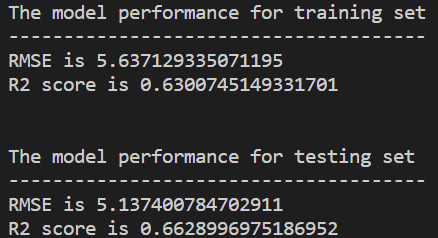 The model performance for training set
--------------------------------------
RMSE is 5.637129335071195
R2 score is 0.6300745149331701
The model performance for testing set
--------------------------------------
RMSE is 5.137400784702911
R2 score is 0.6628996975186952